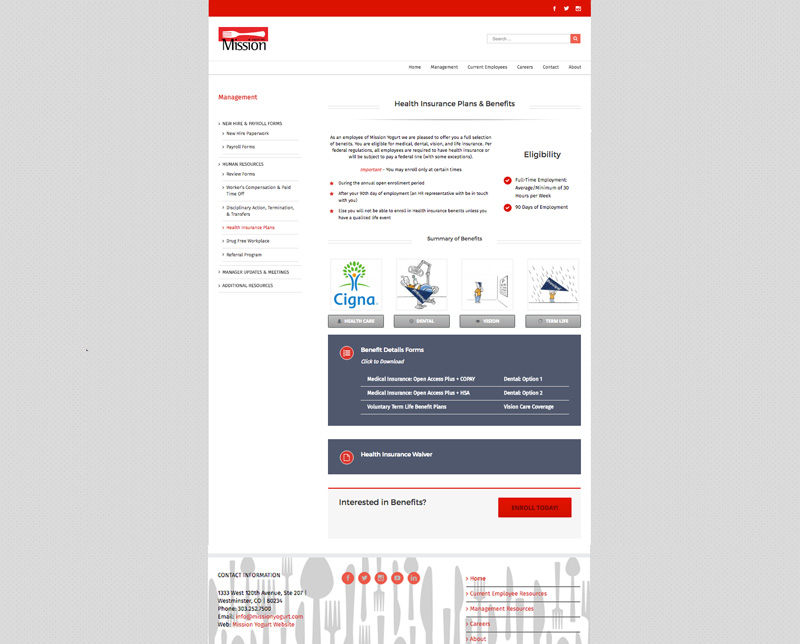 Mission
Search ...
Home Management Current Employees Careers Contact About
Management
NEW HIRE & PAYROLL FORMS
New Hire Paperwork
Payroll Forms
HUMAN RESOURCES
Review Forms
Worker's Compensation & Paid
Time Off
Disciplinary Action, Termination,
& Transfers
Health Insurance Plans
Drug Free Workplace
Referral Program
MANAGER UPDATES & MEETINGS
ADDITIONAL RESOURCES
Health Insurance Plans & Benefits
As an employee of Mission Yogurt we are pleased to offer you a full selection
of benefits. You are eligible for medical, dental, vision, and life insurance. Per
federal regulations, all employees are required to have health insurance or
will be subject to pay a federal fine (with some exceptions).
Important – You may enroll only at certain times
During the annual open enrollment period
After your 90th day of employment (an HR representative will be in touch
with you)
Else you will not be able to enroll in health insurance benefits unless you
have a qualified life event
Eligibility
Full-Time Employment:
Average/Minimum of 30
Hours per Week
90 Days of Employment
Summary of Benefits
Cigna
HEALTH CARE
DENTAL
VISION
TERM LIFE
Benefit Details Forms
Click to Download
Medical Insurance: Open Access Plus + COPAY Dental: Option 1
Medical Insurance: Open Access Plus + HSA Dental: Option 2
Voluntary Term Life Benefit Plans Vision Care Coverage
Health Insurance Waiver
Interested in Benefits?
ENROLL TODAY!
CONTACT INFORMATION
1333 West 120th Avenue, Ste 207 |
Westminster, CO | 80234
Phone: 303.252.7500
Email: info@missionyogurt.com
Web: Mission Yogurt Website
Home
Current Employee Resources
Management Resources
Careers
About